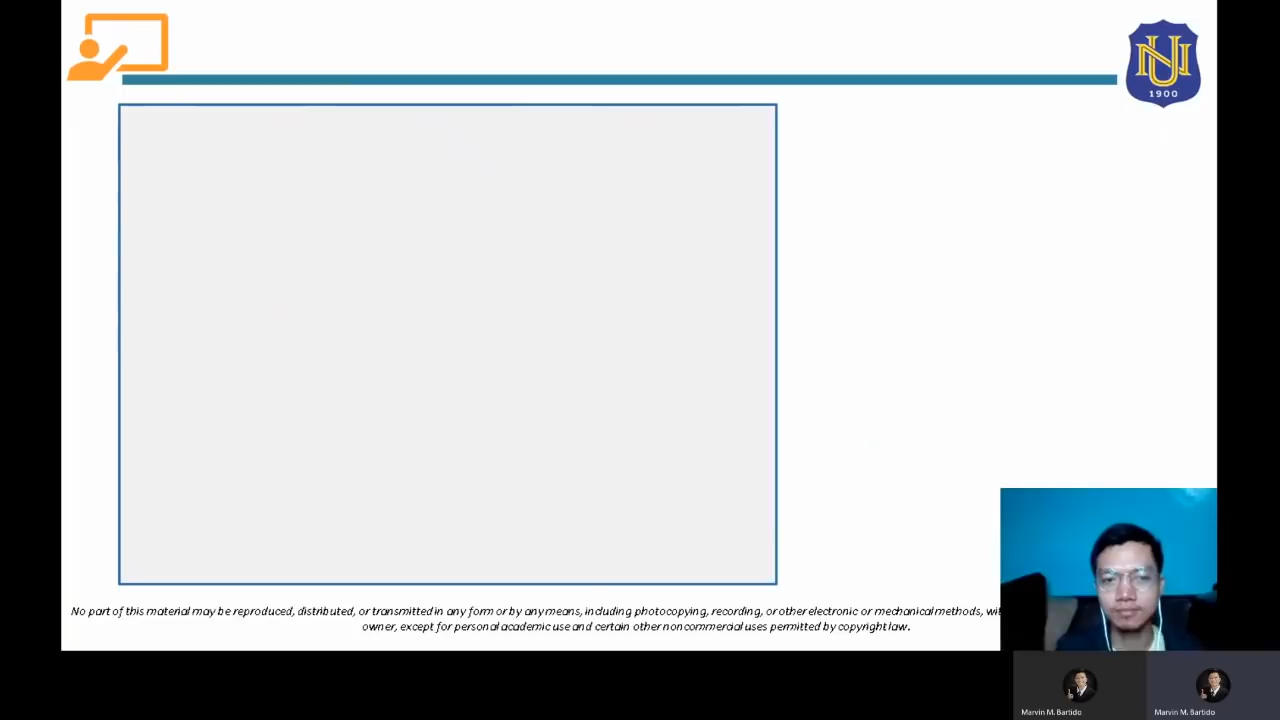 NU
1900
No part of this material may be reproduced, distributed, or transmitted in any form or by any means, including photocopying, recording, or other electronic or mechanical methods,
owner, except for personal academic use and certain other noncommercial uses permitted by copyright law.
Marvin M. Bartido
Marvin M. Bartido